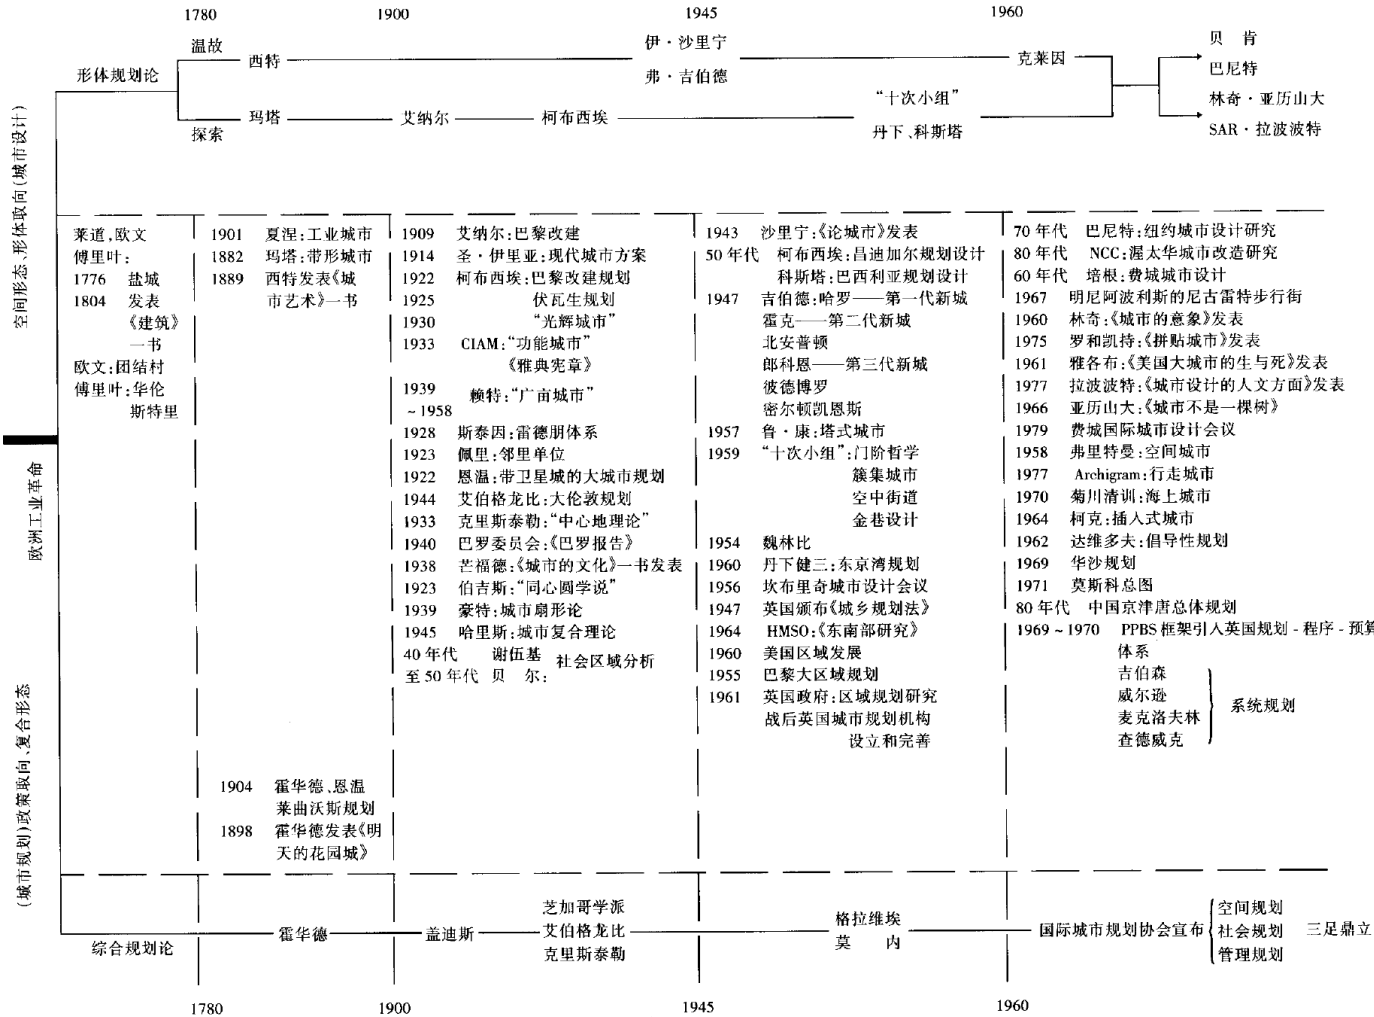 1780 1900 1945 1960
温故
形体规划论
探索
西特
玛塔
艾纳尔
柯布西埃
伊·沙里宁
弗·吉伯德
“十次小组”
丹下、科斯塔
克莱因
贝 肯
巴尼特
林奇·亚历山大
SAR·拉波波特
空间形态、形体取向(城市设计)
欧洲工业革命
(城市规划)政策取向、复合形态
莱道,欧文
傅里叶:
1776 盐城
1804 发表
《建筑》
一书
欧文:团结村
傅里叶:华伦
斯特里
1901 夏涅:工业城市
1882 玛塔:带形城市
1889 西特发表《城
市艺术》一书
1904 霍华德、恩温
莱曲沃斯规划
1898 霍华德发表《明
天的花园城》
1909 艾纳尔:巴黎改建
1914 圣·伊里亚:现代城市方案
1922 柯布西埃:巴黎改建规划
1925 伏瓦生规划
1930 “光辉城市”
1933 CIAM:“功能城市”
《雅典宪章》
1939
~1958 赖特:“广亩城市”
1928 斯泰因:雷德朋体系
1923 佩里:邻里单位
1922 恩温:带卫星城的大城市规划
1944 艾伯格龙比:大伦敦规划
1933 克里斯泰勒:“中心地理论”
1940 巴罗委员会:《巴罗报告》
1938 芒福德:《城市的文化》一书发表
1923 伯吉斯:“同心圆学说”
1939 豪特:城市扇形论
1945 哈里斯:城市复合理论
40年代 谢伍基 社会区域分析
至50年代 贝 尔:
1943 沙里宁:《论城市》发表
50年代 柯布西埃:昌迪加尔规划设计
科斯塔:巴西利亚规划设计
1947 吉伯德:哈罗——第一代新城
霍克——第二代新城
北安普顿
郎科恩——第三代新城
彼德博罗
密尔顿凯恩斯
1957 鲁·康:塔式城市
1959 “十次小组”:门阶哲学
簇集城市
空中街道
金巷设计
1954 魏林比
1960 丹下健三:东京湾规划
1956 坎布里奇城市设计会议
1947 英国颁布《城乡规划法》
1964 HMSO:《东南部研究》
1960 美国区域发展
1955 巴黎大区域规划
1961 英国政府:区域规划研究
战后英国城市规划机构
设立和完善
70年代 巴尼特:纽约城市设计研究
80年代 NCC:渥太华城市改造研究
60年代 培根:费城城市设计
1967 明尼阿波利斯的尼古雷特步行街
1960 林奇:《城市的意象》发表
1975 罗和凯持:《拼贴城市》发表
1961 雅各布:《美国大城市的生与死》发表
1977 拉波波特:《城市设计的人文方面》发表
1966 亚历山大:《城市不是一棵树》
1979 费城国际城市设计会议
1958 弗里特曼:空间城市
1977 Archigram:行走城市
1970 菊川清训:海上城市
1964 柯克:插入式城市
1962 达维多夫:倡导性规划
1969 华沙规划
1971 莫斯科总图
80年代 中国京津唐总体规划
1969~1970 PPBS框架引入英国规划-程序-预算
体系
吉伯森
威尔逊
麦克洛夫林
查德威克
系统规划
综合规划论
霍华德
盖迪斯
芝加哥学派
艾伯格龙比
克里斯泰勒
格拉维埃
莫 内
国际城市规划协会宣布
空间规划
社会规划
管理规划
三足鼎立
1780 1900 1945 1960